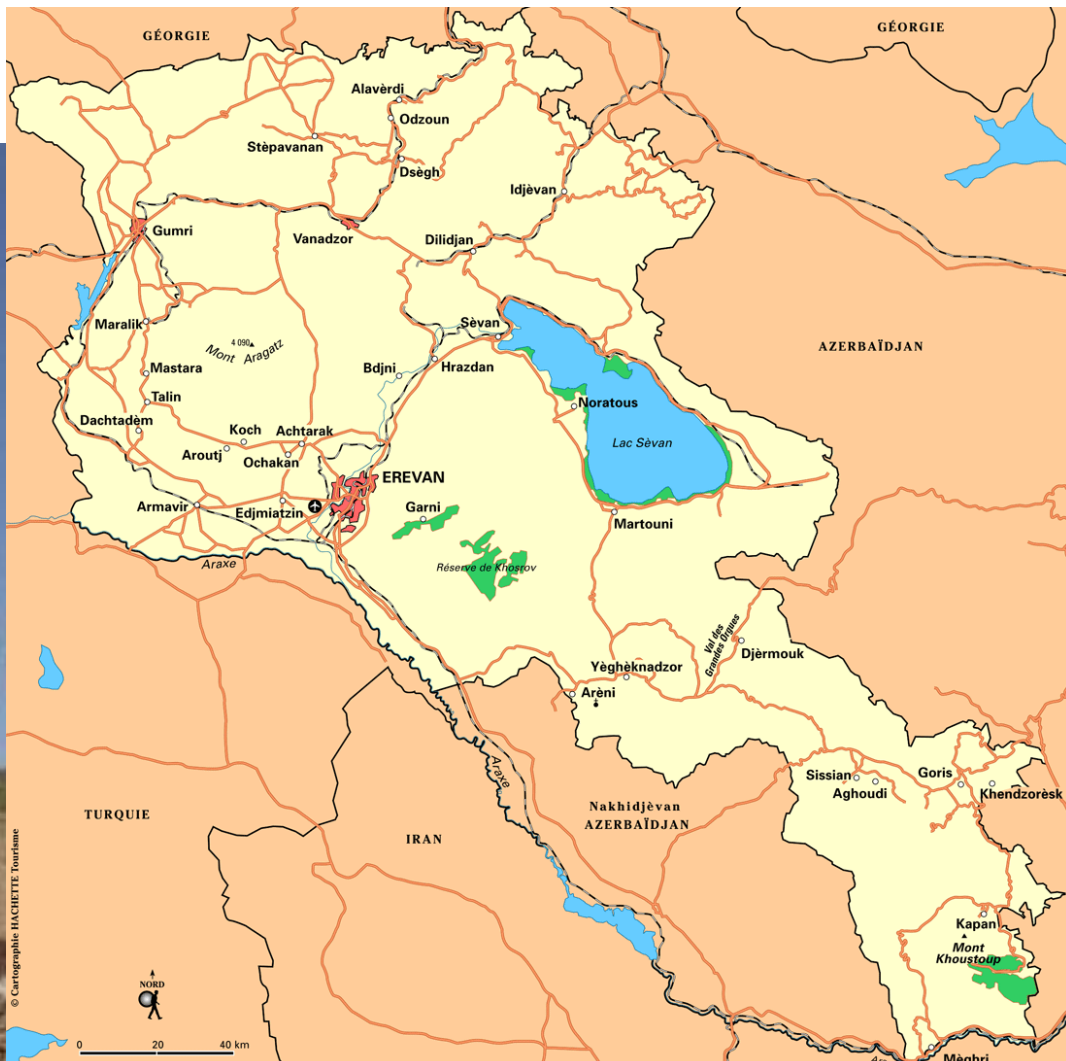 GÉORGIE
GÉORGIE
Alavèrdi
Odzoun
Stèpavanan
Dsègh
Idjèvan
Gumri
Vanadzor
Dilidjan
Maralik
4 090
Mont Aragatz
Sèvan
AZERBAÏDJAN
Mastara
Bdjni
Hrazdan
Talin
Noratous
Dachtadèm
Koch
Achtarak
Lac Sèvan
Aroutj
Ochakan
EREVAN
Armavir
Edjmiatzin
Garni
Martouni
Araxe
Réserve de Khosrov
Val des
Grandes Orgues
Djèrmouk
Yèghèknadzor
Arèni
Araxe
Sissian
Goris
Aghoudi
Khendzorèsk
TURQUIE
IRAN
Nakhidjèvan
AZERBAÏDJAN
Kapan
Mont
Khoustoup
© Cartographie HACHETTE Tourisme
NORD
0 20 40 km
Mèghri